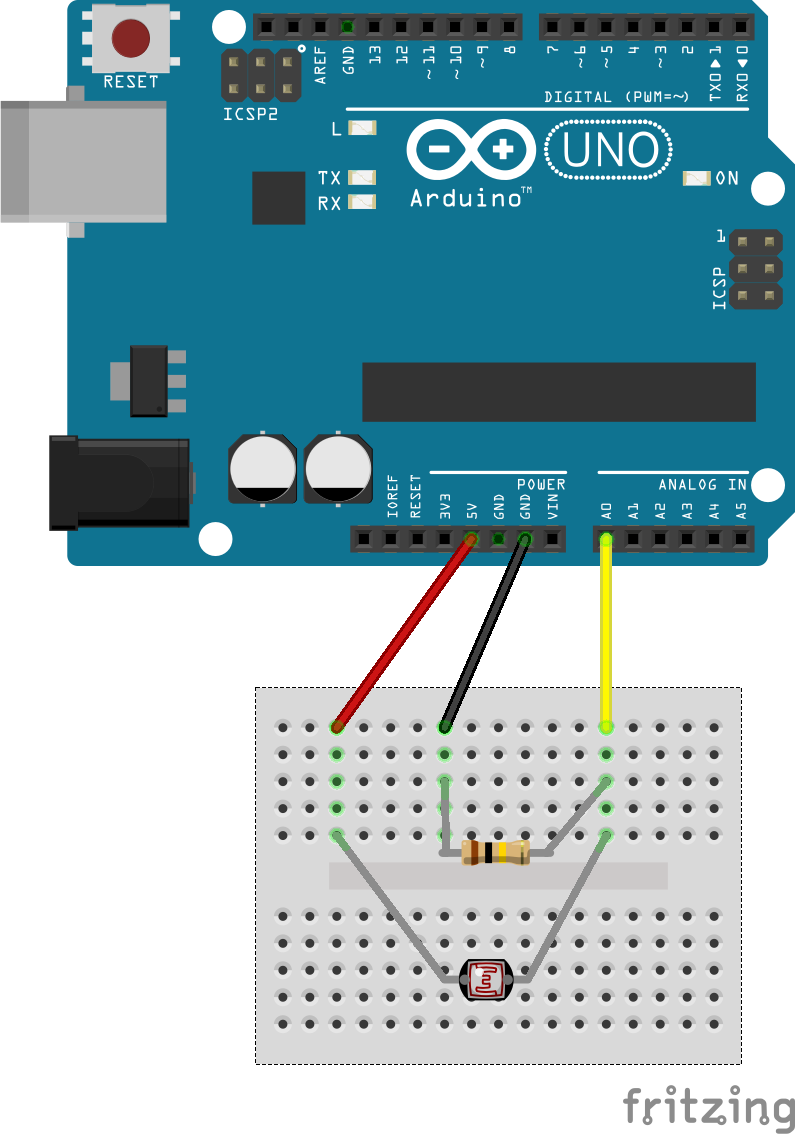 RESET
ICSP2
AREF
GND
13
12
~11
~10
~9
8
7
~6
~5
4
~3
2
TX0▶1
RX0◀0
DIGITAL (PWM=~)
L
TX
RX
Arduino™
UNO
ON
1
ICSP
IOREF
RESET
3V3
5V
GND
GND
VIN
POWER
ANALOG IN
A0
A1
A2
A3
A4
A5
fritzing